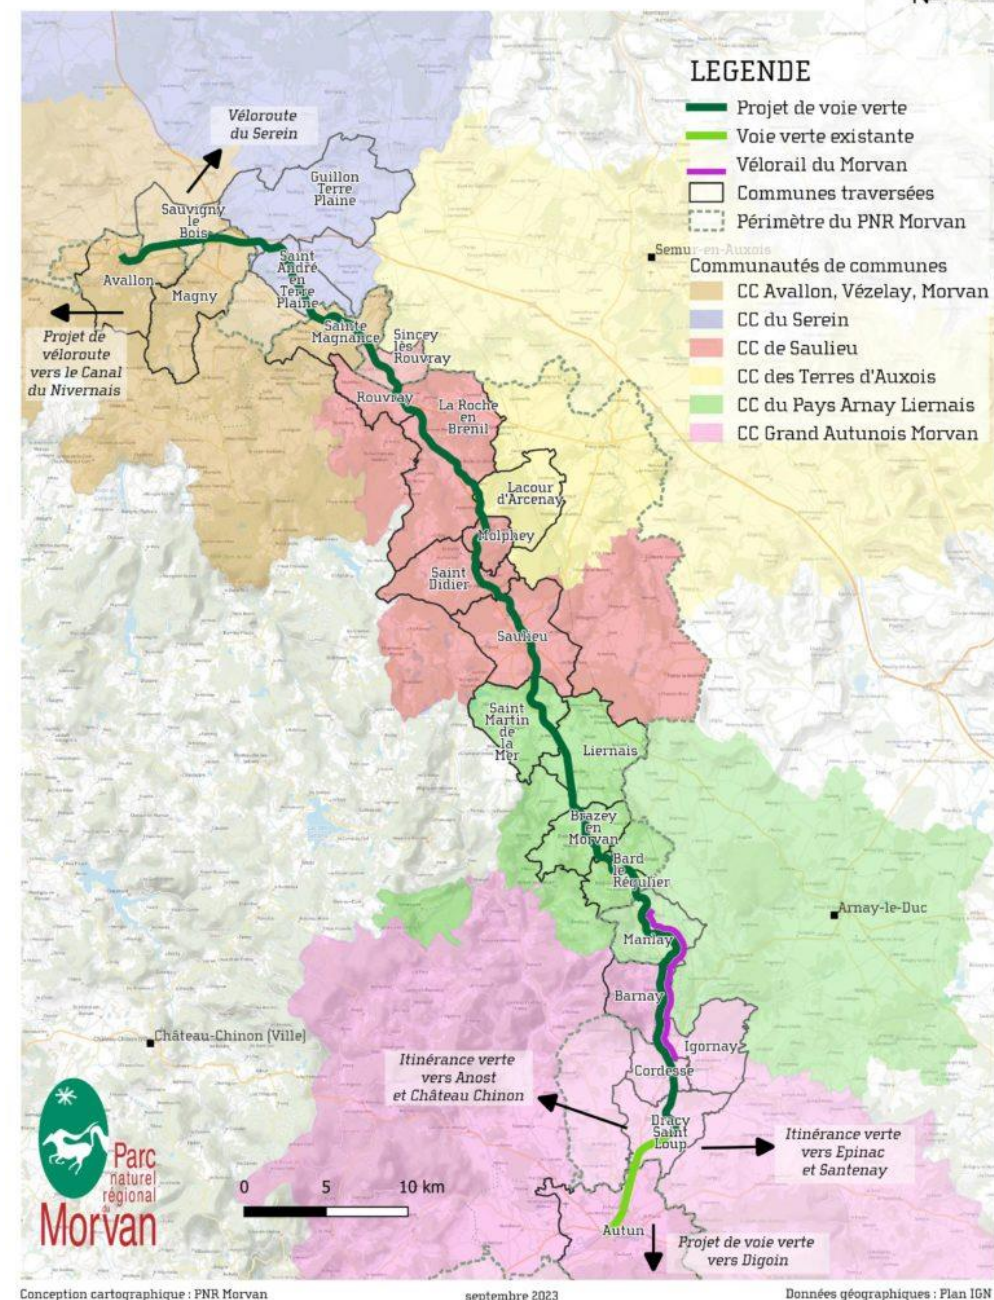 LEGENDE
Projet de voie verte
Voie verte existante
Vélorail du Morvan
Communes traversées
Périmètre du PNR Morvan
Communautés de communes
CC Avallon, Vézelay, Morvan
CC du Serein
CC de Saulieu
CC des Terres d'Auxois
CC du Pays Arnay Liernais
CC Grand Autunois Morvan
Véloroute
du Serein
Guillon
Terre
Plaine
Sauvigny
le
Bois
Semur-en-Auxois
Saint
André
en
Terre
Plaine
Avallon
Magny
Projet de
véloroute
vers le Canal
du Nivernais
Sainte
Magnance
Sincey
lès
Rouvray
Rouvray
La Roche
en
Brenil
Lacour
d'Arcenay
Molphey
Saint
Didier
Saulieu
Saint
Martin
de
la
Mer
Liernais
Brazey
en
Morvan
Bard
le
Régulier
Arnay-le-Duc
Manlay
Barnay
Château-Chinon (Ville)
Igornay
Cordesse
Itinérance verte
vers Anost
et Château Chinon
Dracy
Saint
Loup
Itinérance verte
vers Epinac
et Santenay
Parc
naturel
régional
du
Morvan
0 5 10 km
Autun
Projet de voie verte
vers Digoin
Conception cartographique : PNR Morvan
septembre 2023
Données géographiques : Plan IGN